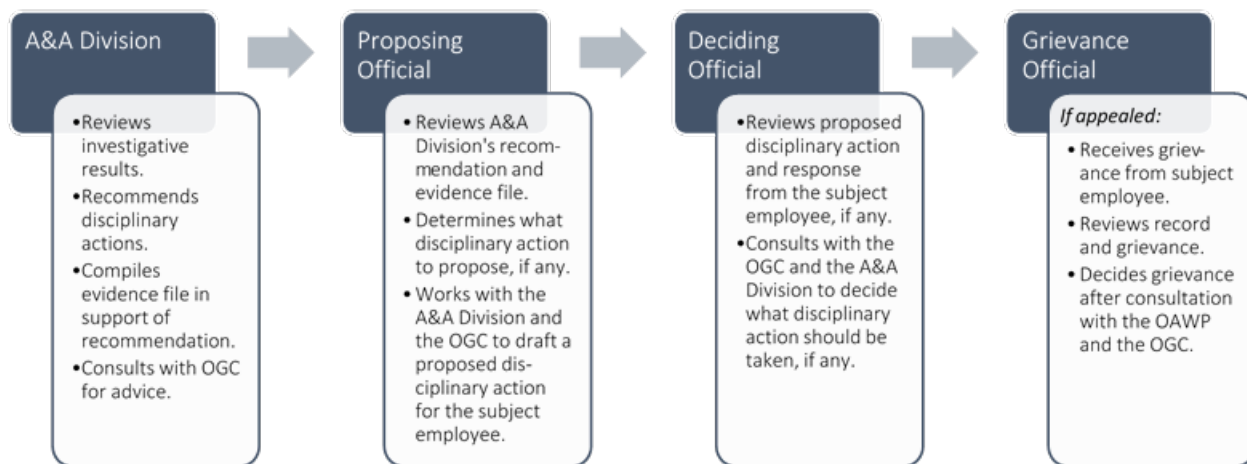 A&A Division
•Reviews
investigative
results.
•Recommends
disciplinary
actions.
•Compiles
evidence file in
support of
recommendation.
•Consults with OGC
for advice.
Proposing
Official
• Reviews A&A
Division's recom-
mendation and
evidence file.
• Determines what
disciplinary action
to propose, if any.
• Works with the
A&A Division and
the OGC to draft a
proposed dis-
ciplinary action
for the subject
employee.
Deciding
Official
•Reviews proposed
disciplinary action
and response
from the subject
employee, if any.
•Consults with the
OGC and the A&A
Division to decide
what disciplinary
action should be
taken, if any.
Grievance
Official
If appealed:
• Receives griev-
ance from subject
employee.
• Reviews record
and grievance.
• Decides grievance
after consultation
with the OAWP
and the OGC.